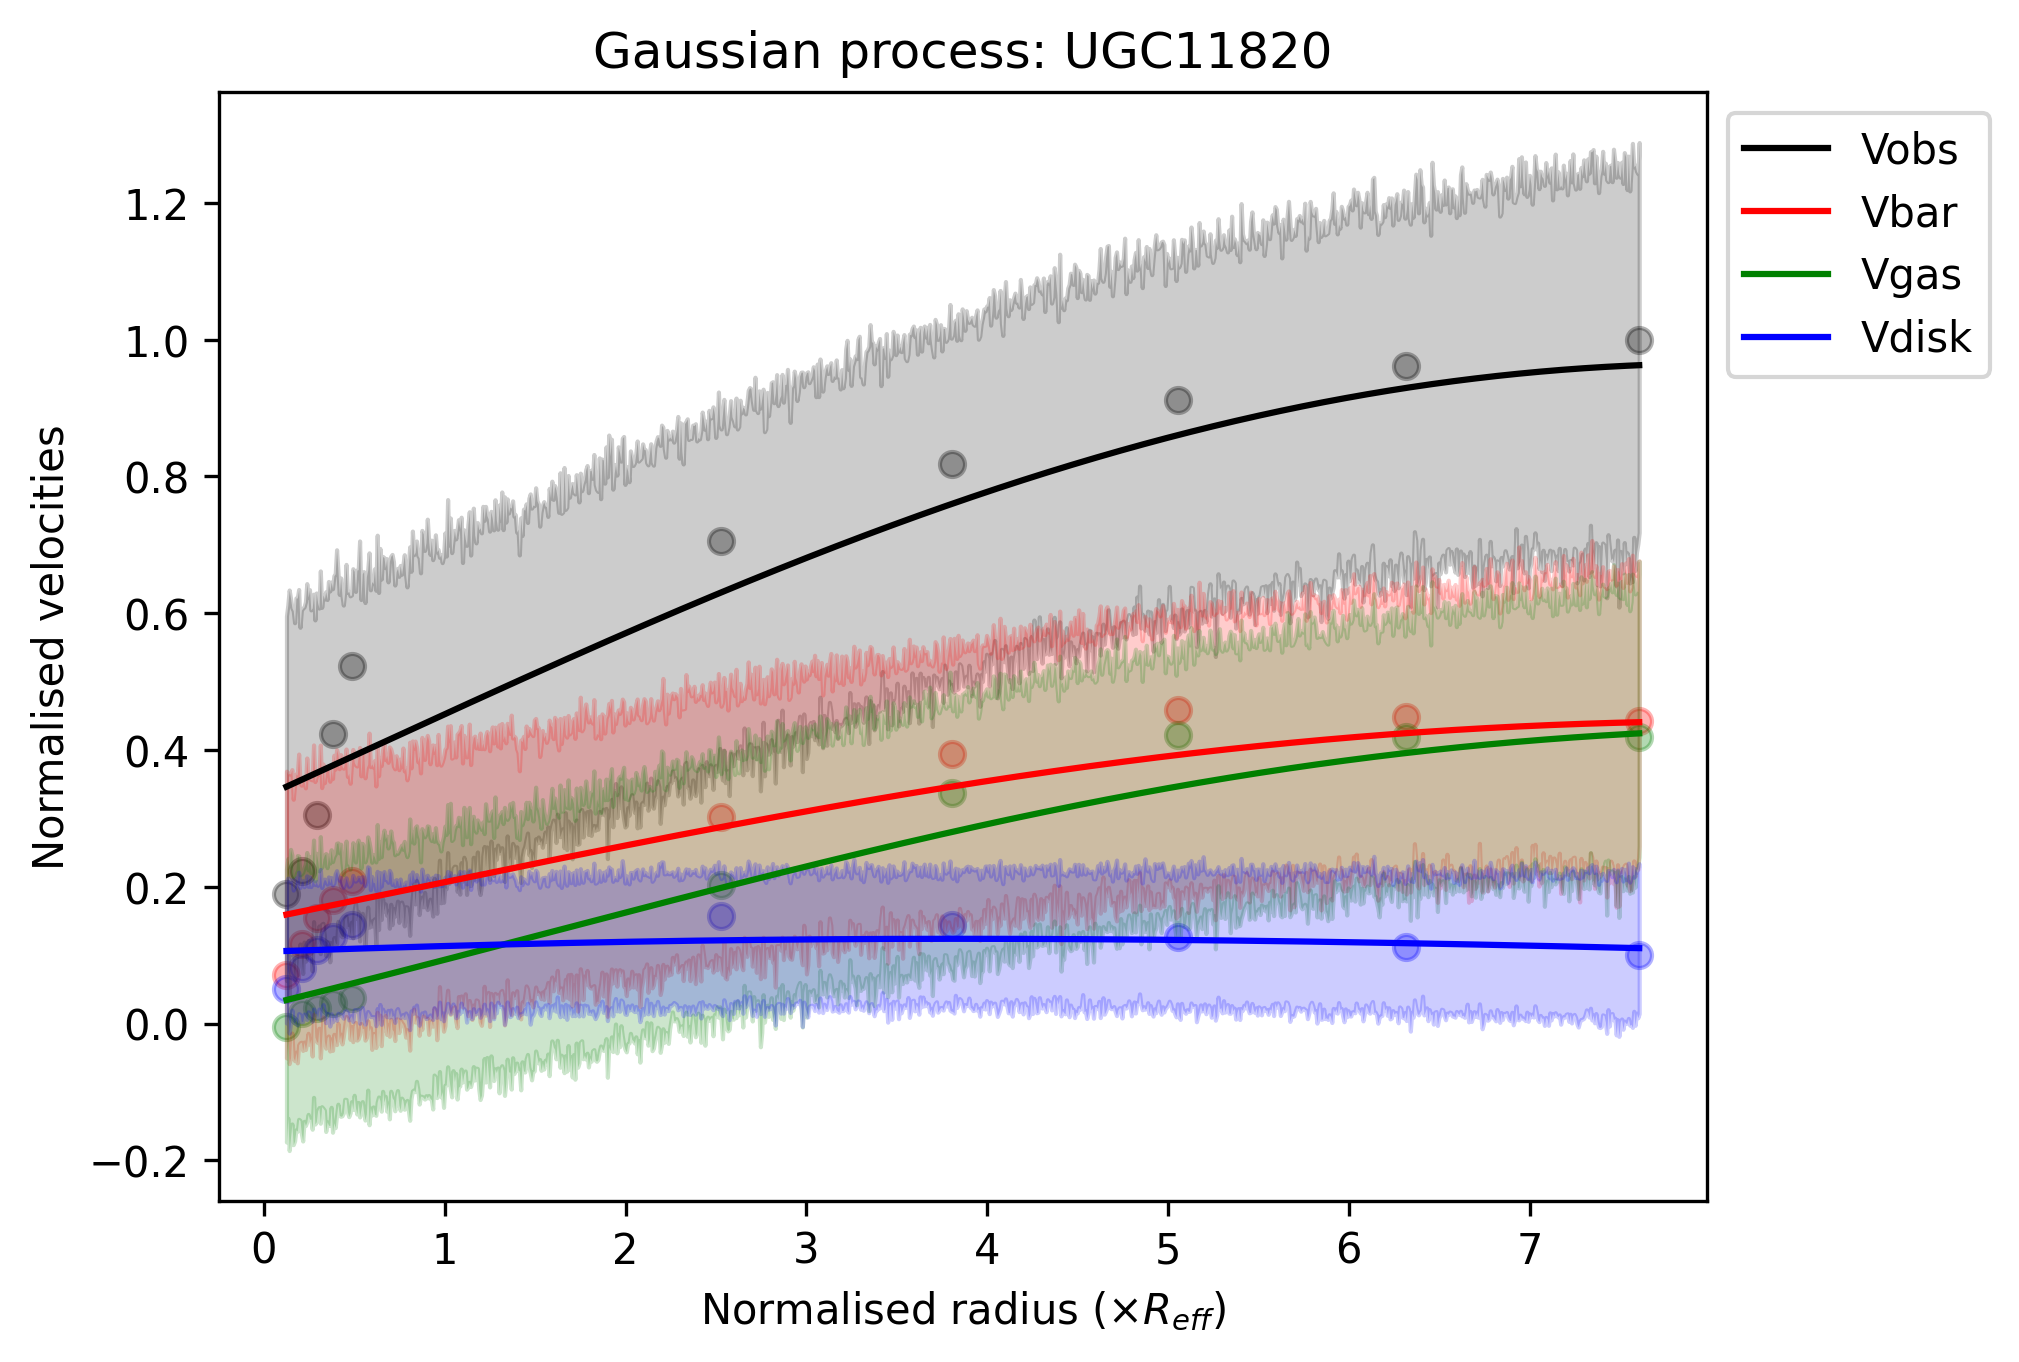 Gaussian process: UGC11820
Normalised velocities
1.2
1.0
0.8
0.6
0.4
0.2
0.0
−0.2
0 1 2 3 4 5 6 7
Normalised radius (×R_eff)
Vobs
Vbar
Vgas
Vdisk